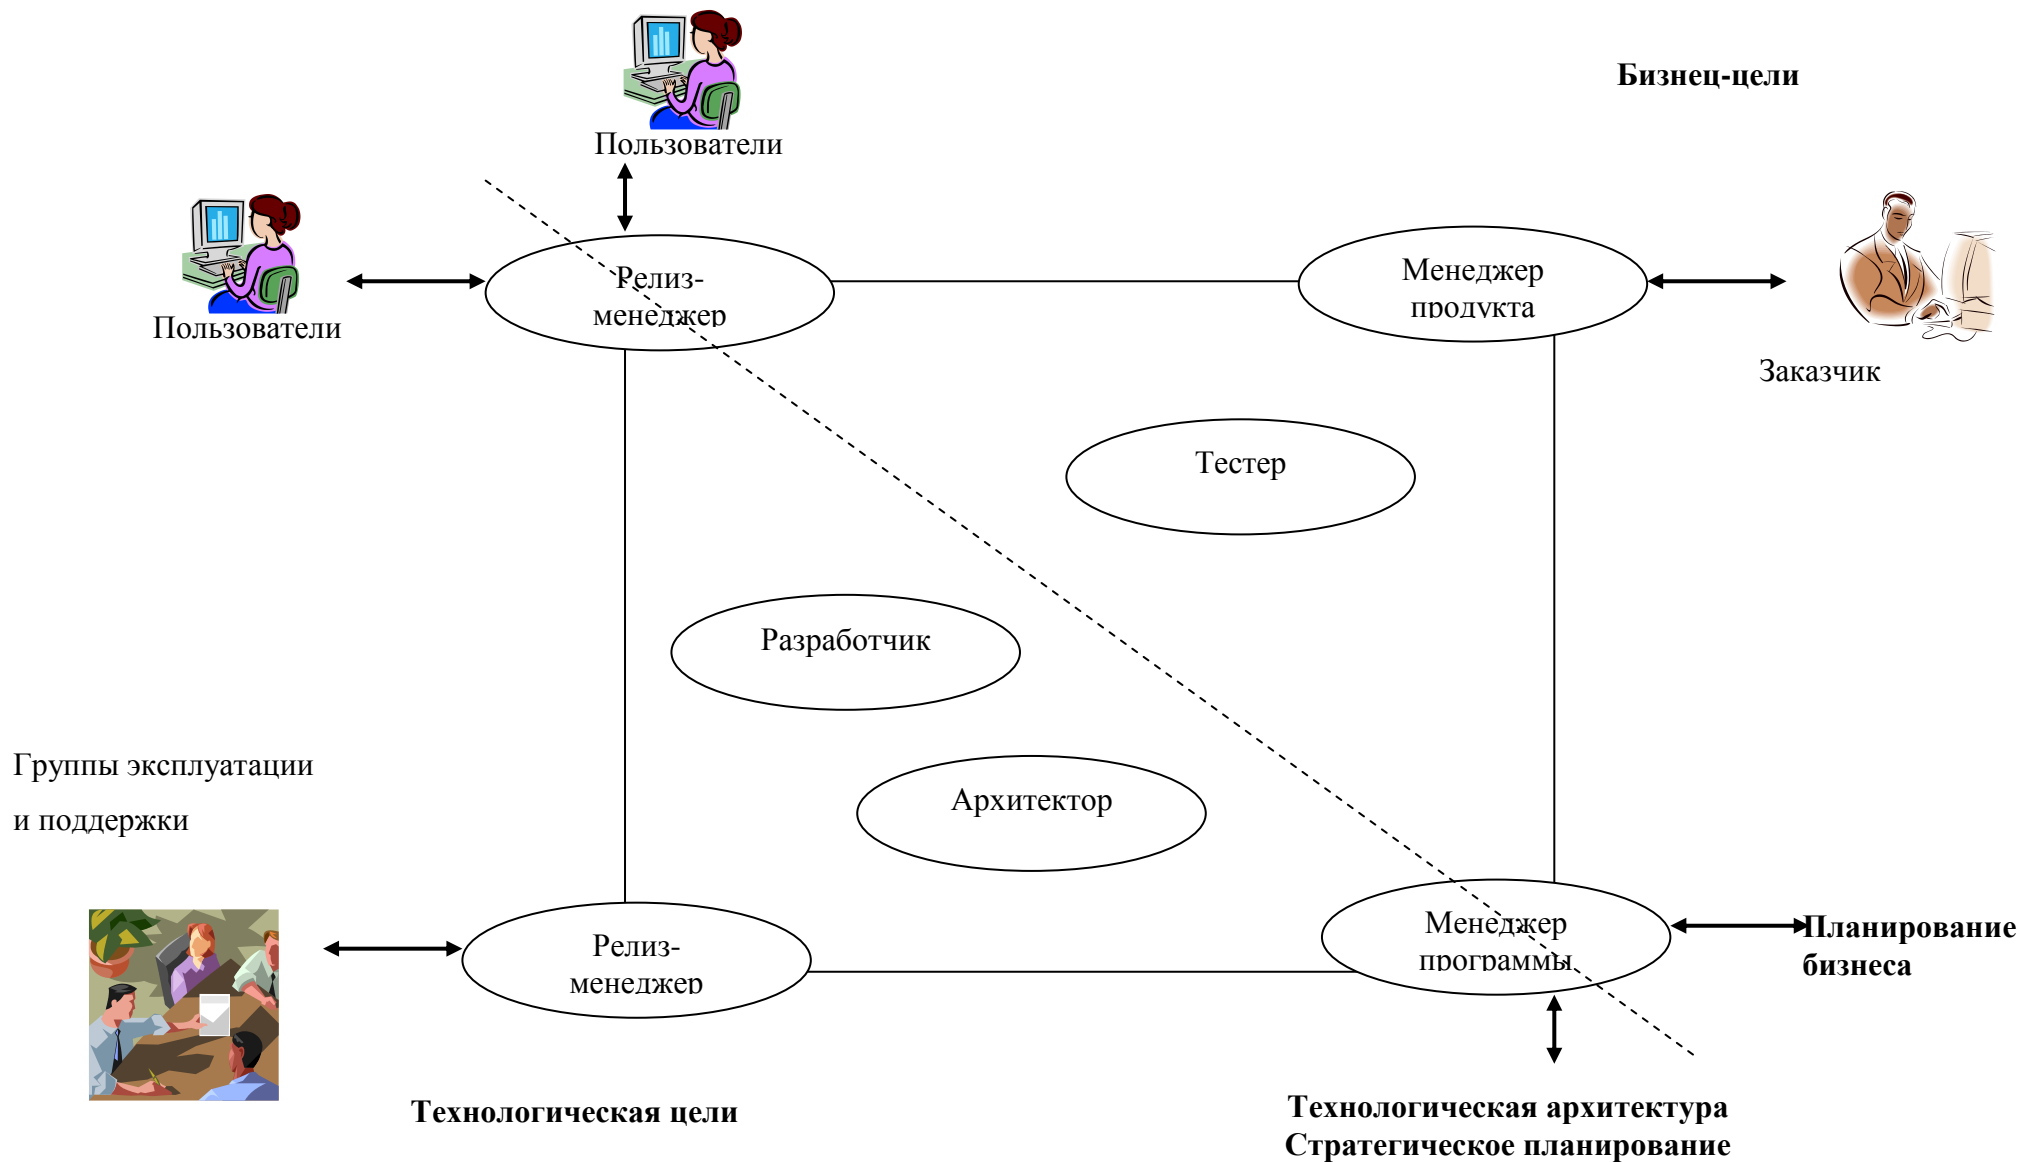 Бизнец-цели
Пользователи
Пользователи
Релиз-
менеджер
Менеджер
продукта
Заказчик
Тестер
Разработчик
Группы эксплуатации
и поддержки
Архитектор
Релиз-
менеджер
Менеджер
программы
Планирование
бизнеса
Технологическая цели
Технологическая архитектура
Стратегическое планирование